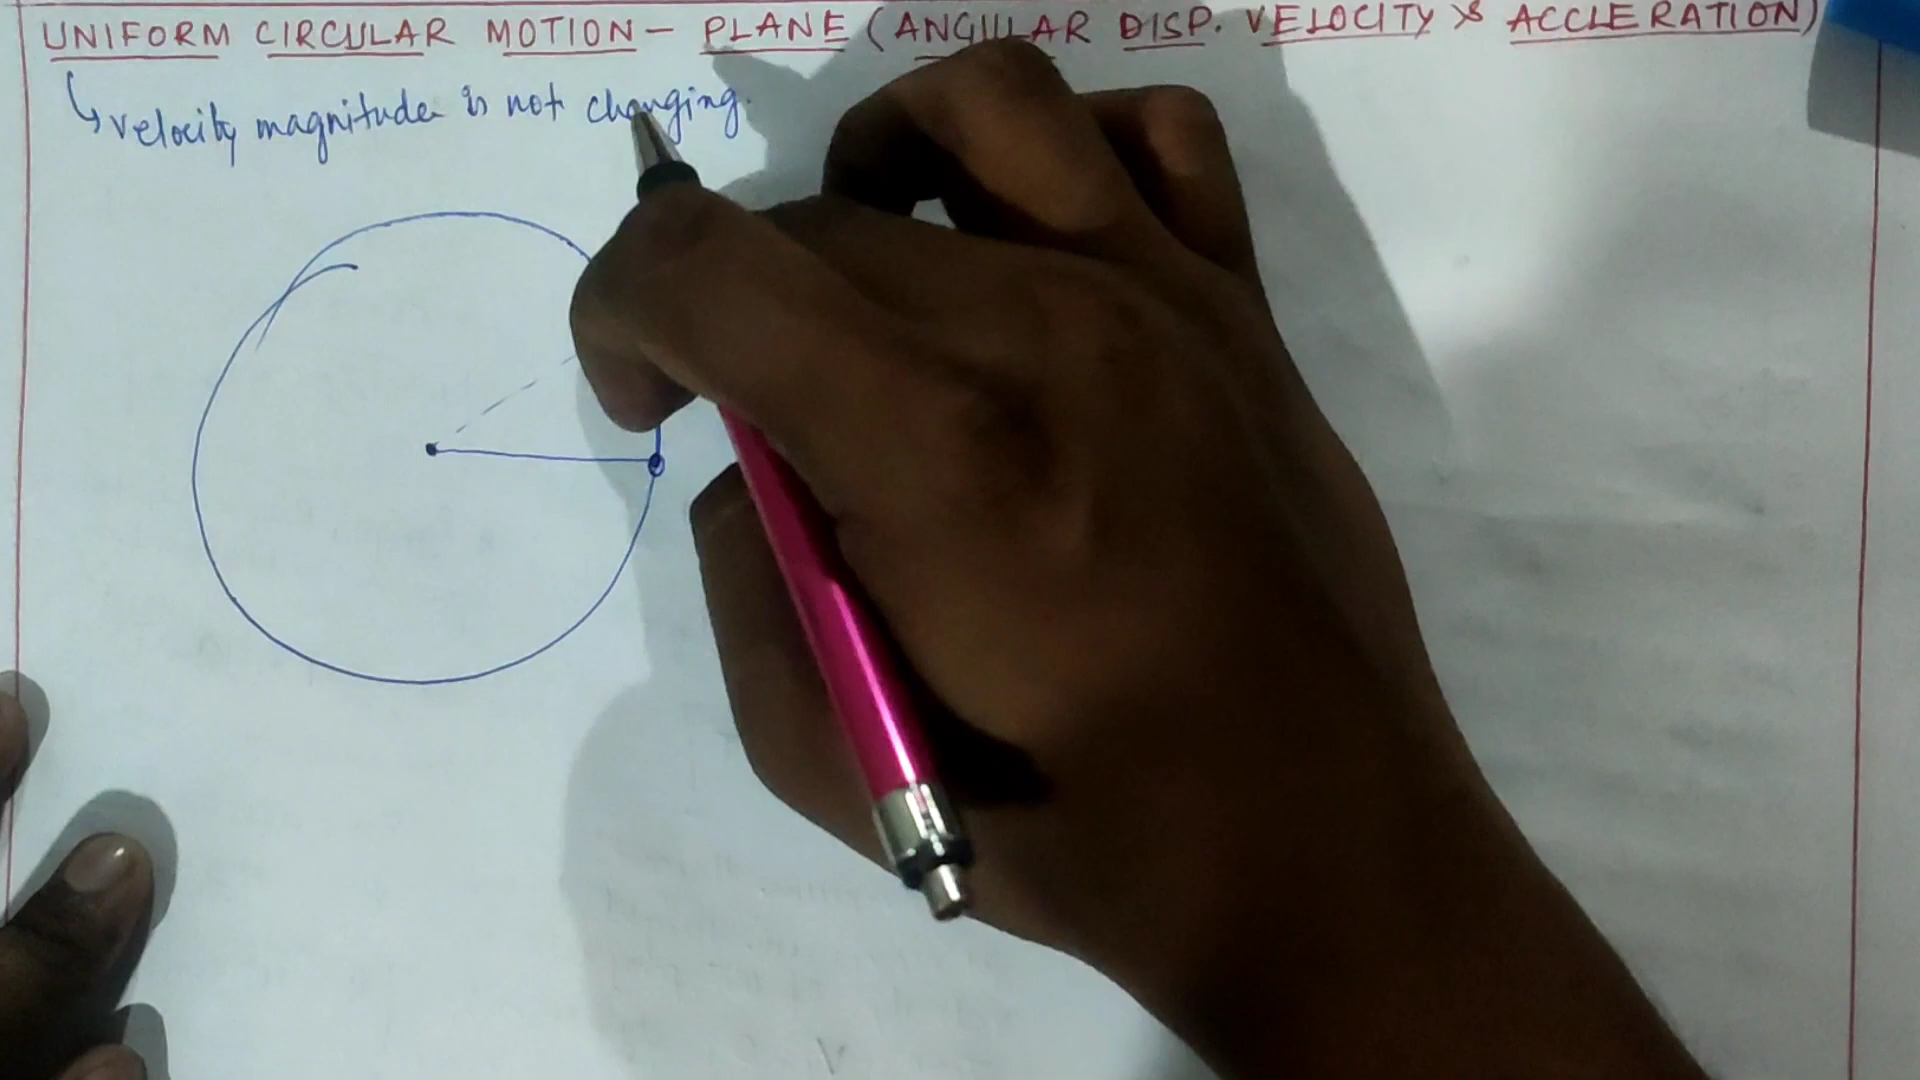 UNIFORM CIRCULAR MOTION - PLANE (ANGULAR DISP. VELOCITY & ACCLERATION)
↳ velocity magnitude is not changing.